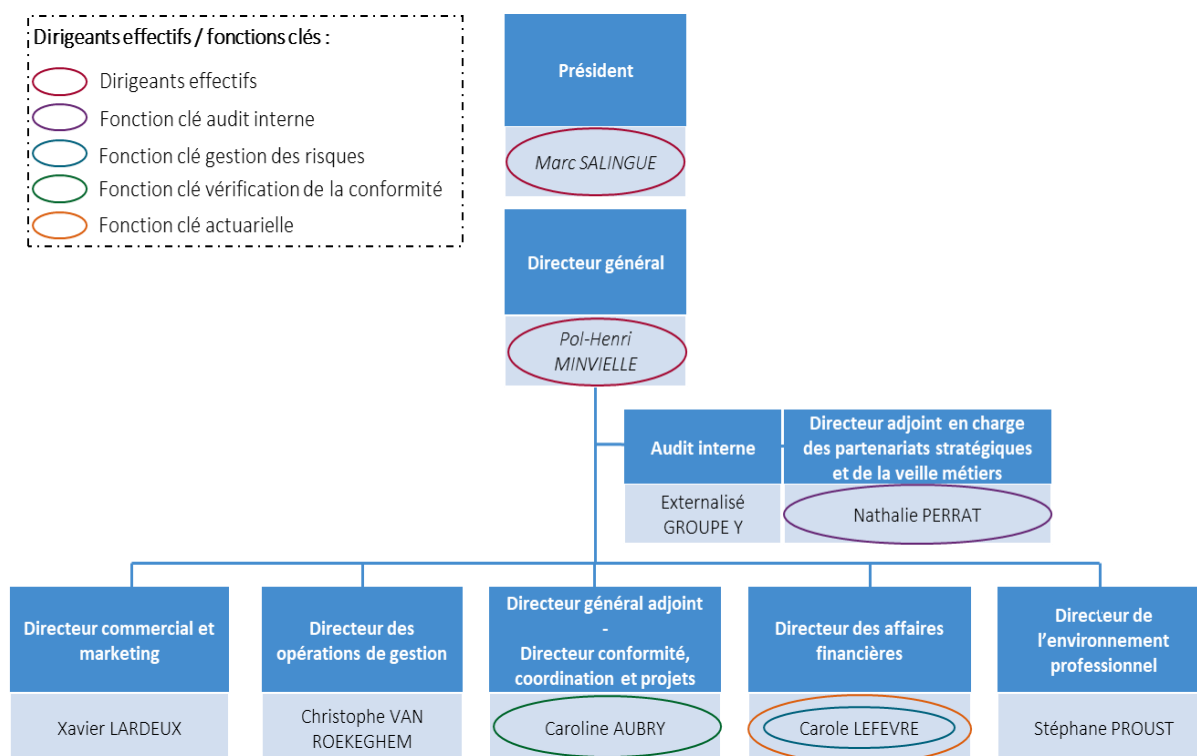 Dirigeants effectifs / fonctions clés :
Dirigeants effectifs
Fonction clé audit interne
Fonction clé gestion des risques
Fonction clé vérification de la conformité
Fonction clé actuarielle
Président
Marc SALINGUE
Directeur général
Pol-Henri
MINVIELLE
Audit interne
Externalisé
GROUPE Y
Directeur adjoint en charge
des partenariats stratégiques
et de la veille métiers
Nathalie PERRAT
Directeur commercial et
marketing
Xavier LARDEUX
Directeur des
opérations de gestion
Christophe VAN
ROEKEGHEM
Directeur général adjoint
-
Directeur conformité,
coordination et projets
Caroline AUBRY
Directeur des affaires
financières
Carole LEFEVRE
Directeur de
l’environnement
professionnel
Stéphane PROUST